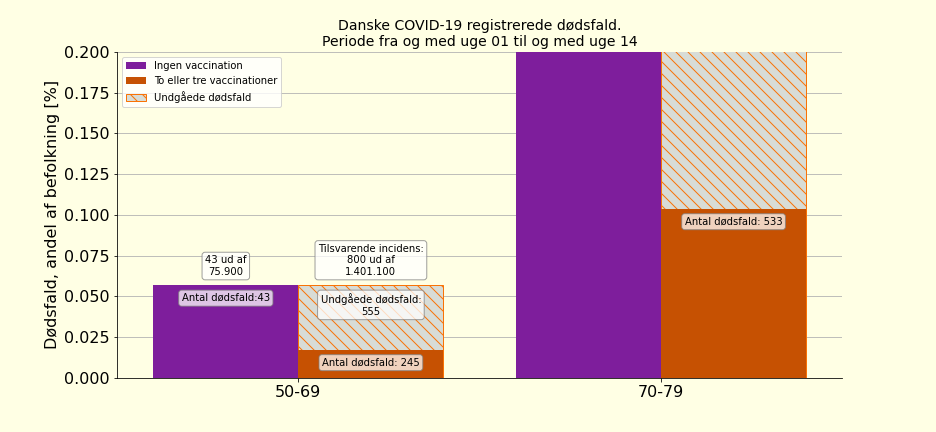 Danske COVID-19 registrerede dødsfald.
Periode fra og med uge 01 til og med uge 14
Dødsfald, andel af befolkning [%]
0.200
0.175
0.150
0.125
0.100
0.075
0.050
0.025
0.000
Ingen vaccination
To eller tre vaccinationer
Undgåede dødsfald
43 ud af
75.900
Antal dødsfald:43
Tilsvarende incidens:
800 ud af
1.401.100
Undgåede dødsfald:
555
Antal dødsfald: 245
Antal dødsfald: 533
50-69
70-79